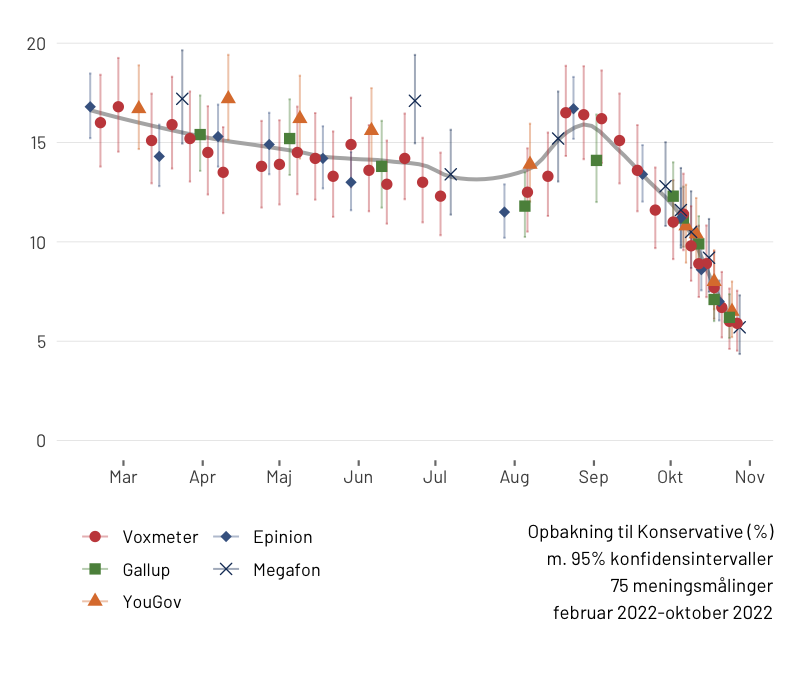 20
15
10
5
0
Mar Apr Maj Jun Jul Aug Sep Okt Nov
Voxmeter Epinion
Gallup Megafon
YouGov
Opbakning til Konservative (%)
m. 95% konfidensintervaller
75 meningsmålinger
februar 2022-oktober 2022